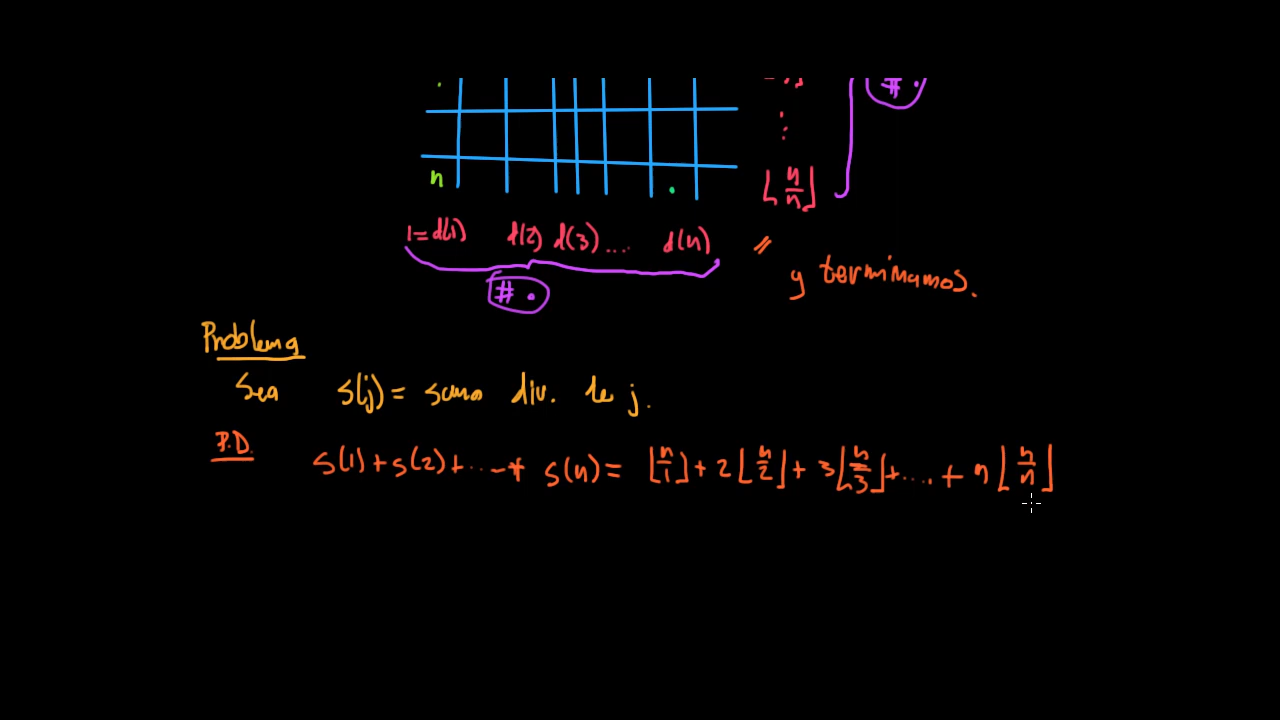 # .
⋮
n ⌊n/n⌋
1=d(1) d(2) d(3) .... d(n)
# .
// y terminamos.
Problema
Sea s(j) = suma div. de j.
P.D.
s(1)+s(2)+...+ s(n) = ⌊n/1⌋ + 2⌊n/2⌋ + 3⌊n/3⌋ + .... + n⌊n/n⌋